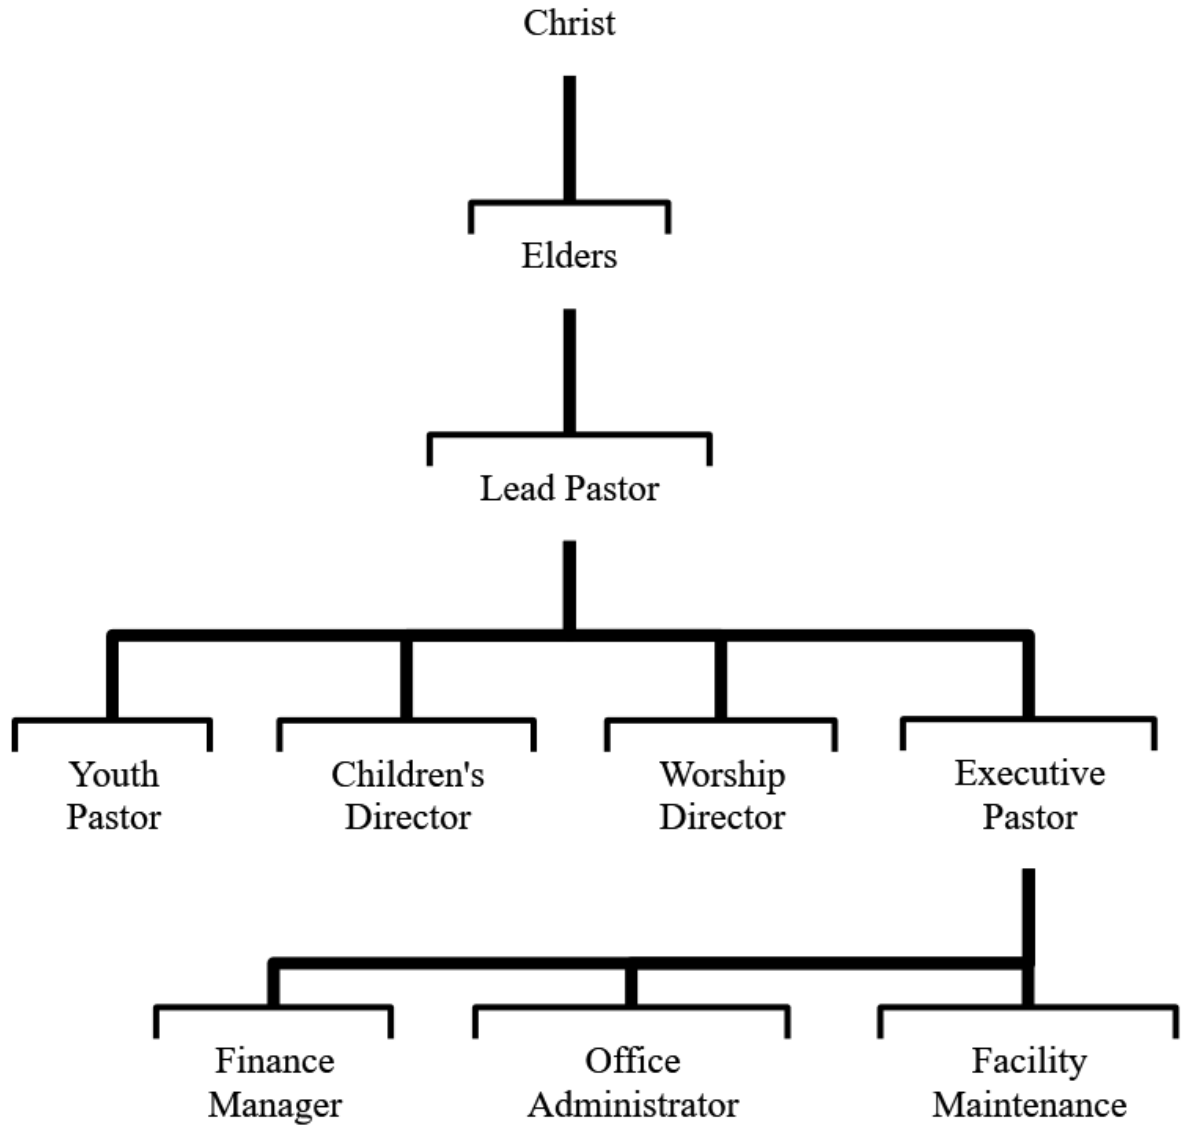 Christ
Elders
Lead Pastor
Youth
Pastor
Children's
Director
Worship
Director
Executive
Pastor
Finance
Manager
Office
Administrator
Facility
Maintenance